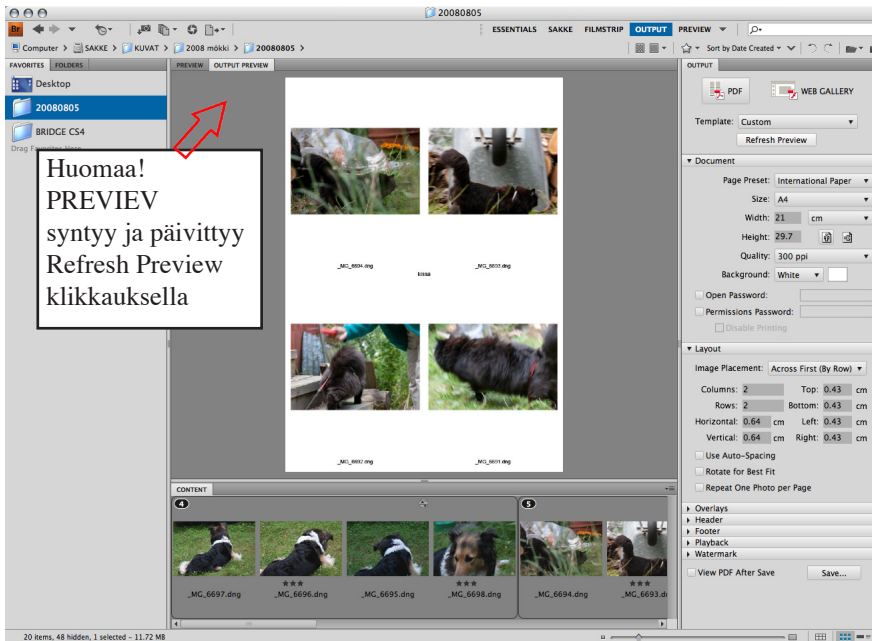 20080805
Br
ESSENTIALS SAKKE FILMSTRIP OUTPUT PREVIEW
Computer > SAKKE > KUVAT > 2008 mökki > 20080805 >
Sort by Date Created
FAVORITES FOLDERS
Desktop
20080805
BRIDGE CS4
Drag Favorites Here...
Huomaa!
PREVIEV
syntyy ja päivittyy
Refresh Preview
klikkauksella
PREVIEW OUTPUT PREVIEW
_MG_6694.dng
_MG_6693.dng
kissa
_MG_6692.dng
_MG_6691.dng
CONTENT
4
5
_MG_6697.dng
_MG_6696.dng
_MG_6695.dng
_MG_6698.dng
_MG_6694.dng
_MG_6693.d
OUTPUT
PDF
WEB GALLERY
Template: Custom
Refresh Preview
Document
Page Preset: International Paper
Size: A4
Width: 21 cm
Height: 29.7
Quality: 300 ppi
Background: White
Open Password:
Permissions Password:
Disable Printing
Layout
Image Placement: Across First (By Row)
Columns: 2 Top: 0.43 cm
Rows: 2 Bottom: 0.43 cm
Horizontal: 0.64 cm Left: 0.43 cm
Vertical: 0.64 cm Right: 0.43 cm
Use Auto-Spacing
Rotate for Best Fit
Repeat One Photo per Page
Overlays
Header
Footer
Playback
Watermark
View PDF After Save
Save...
20 items, 48 hidden, 1 selected - 11.72 MB